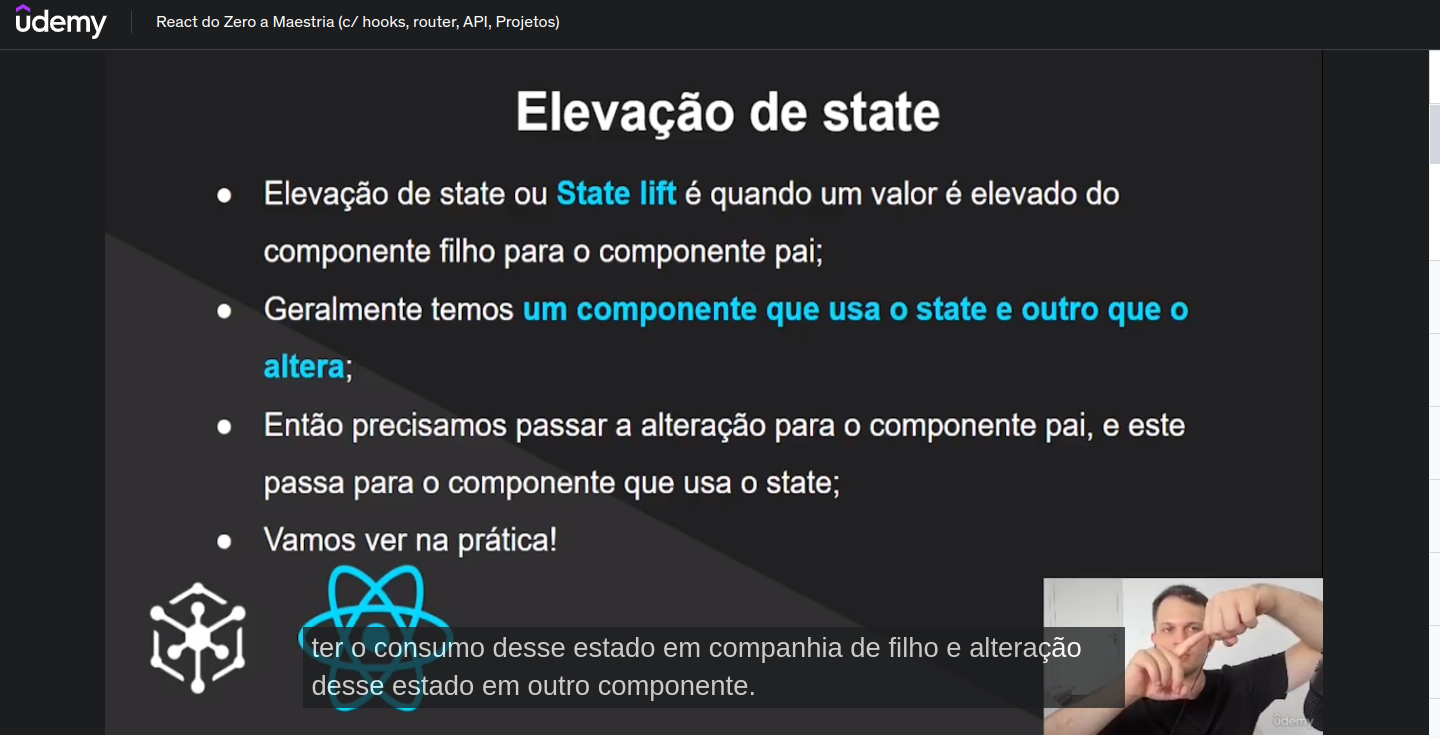 ûdemy
React do Zero a Maestria (c/ hooks, router, API, Projetos)
Elevação de state
● Elevação de state ou State lift é quando um valor é elevado do
componente filho para o componente pai;
● Geralmente temos um componente que usa o state e outro que o
altera;
● Então precisamos passar a alteração para o componente pai, e este
passa para o componente que usa o state;
● Vamos ver na prática!
ter o consumo desse estado em companhia de filho e alteração
desse estado em outro componente.
ûdemy